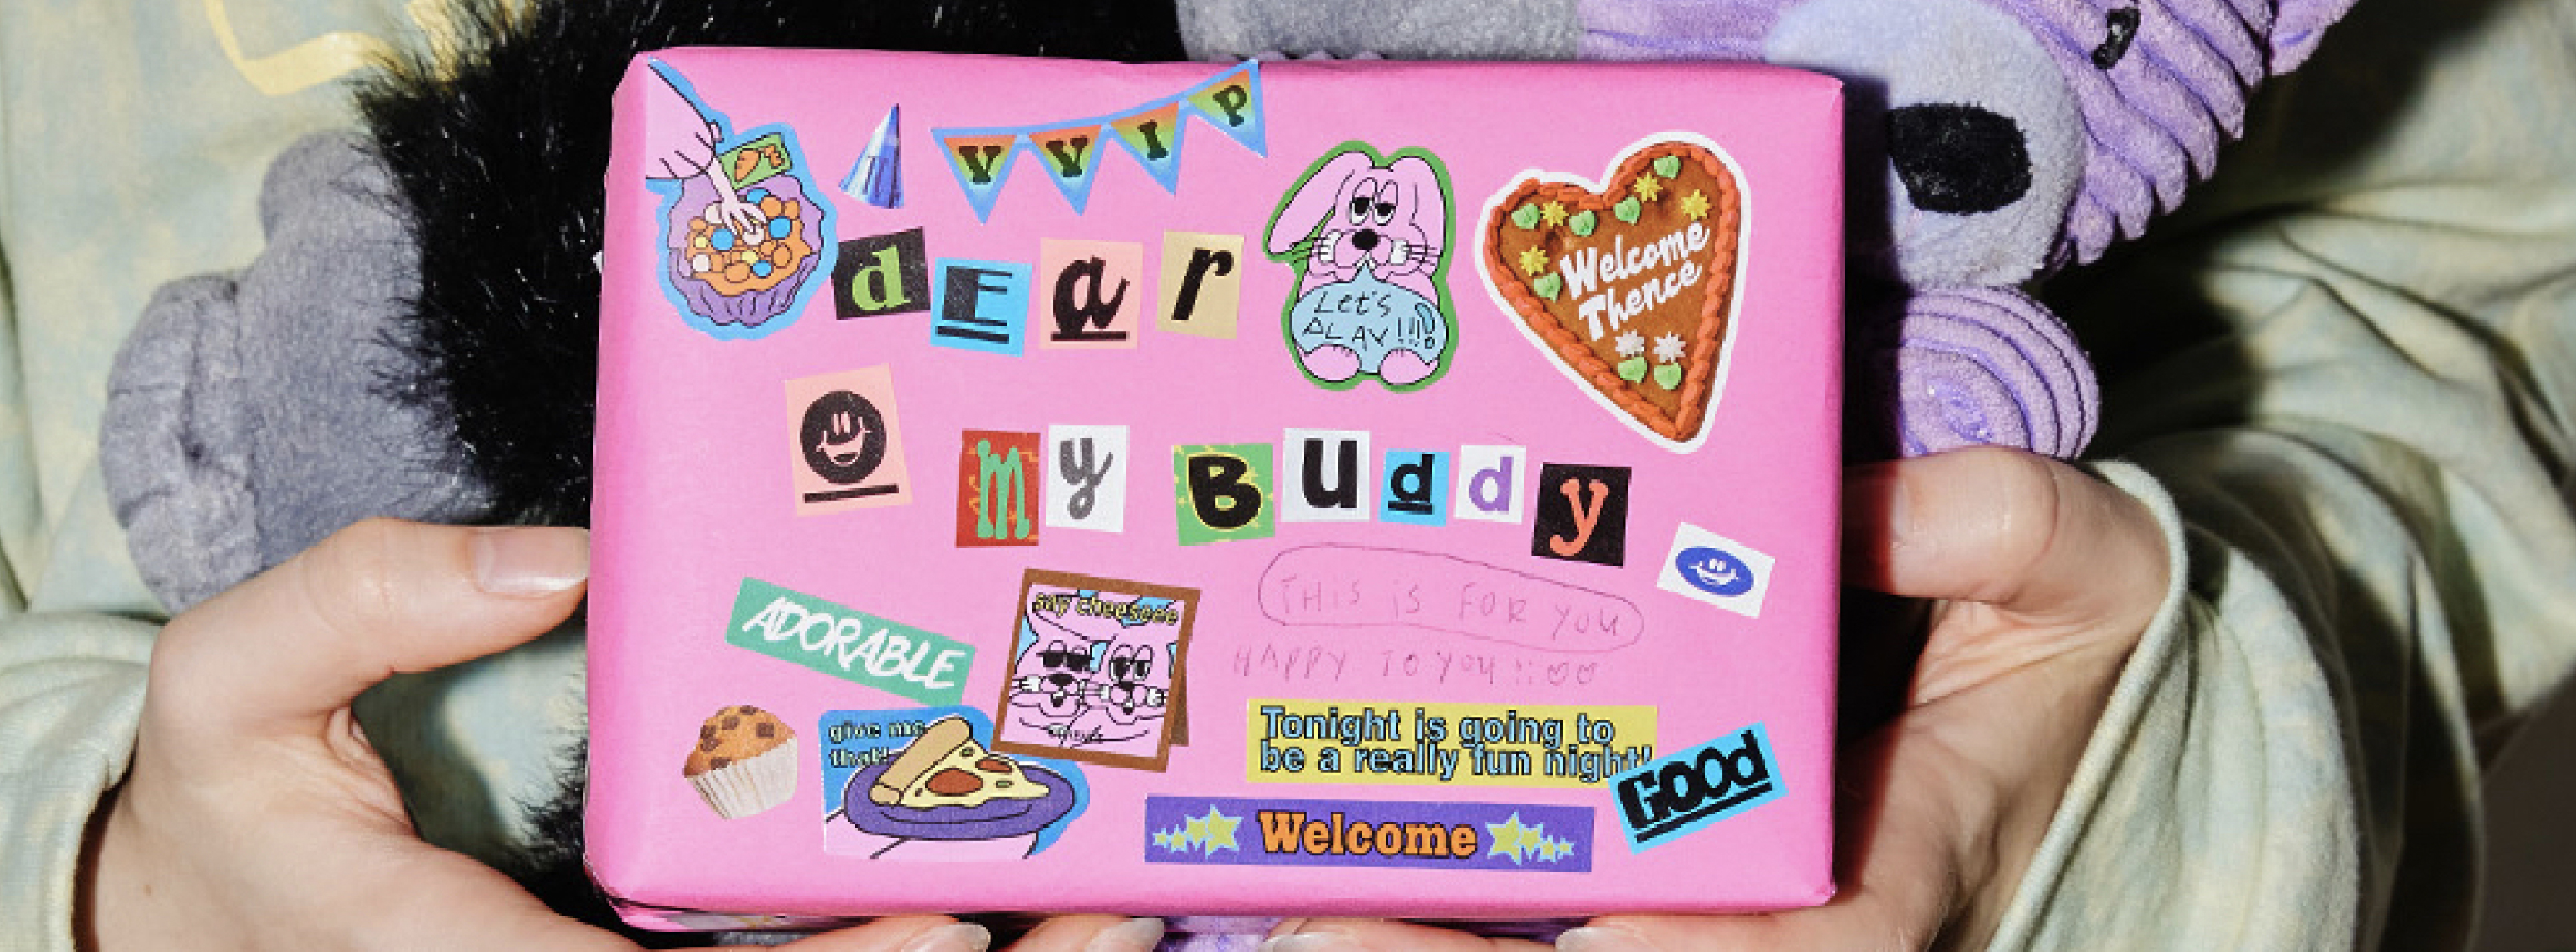 VVIP
dEar
Let's
PLAY!!!
Welcome
Thence
my Buddy
THIS iS FOR YOU
HAPPY TO YOU !! ♡♡
ADORABLE
say cheeseee
give me
that!
Tonight is going to
be a really fun night!
GOOd
Welcome